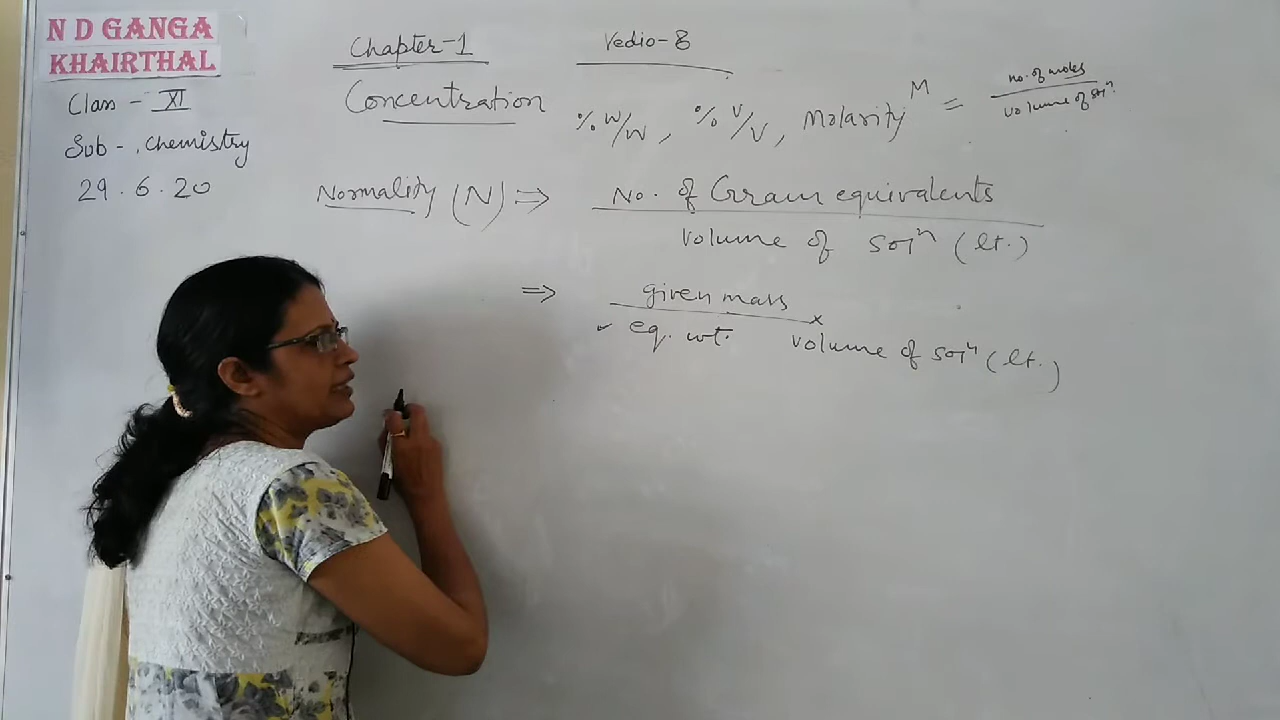 N D GANGA
KHAIRTHAL
Class - XI
Sub - Chemistry
29.6.20
Chapter-1 Vedio-8
Concentration % W/W, % V/V, Molarity M = no. of moles / volume of solⁿ
Normality (N) ⇒ No. of Gram equivalents
volume of solⁿ (lt.)
⇒ given mass
eq. wt. × volume of solⁿ (lt.)